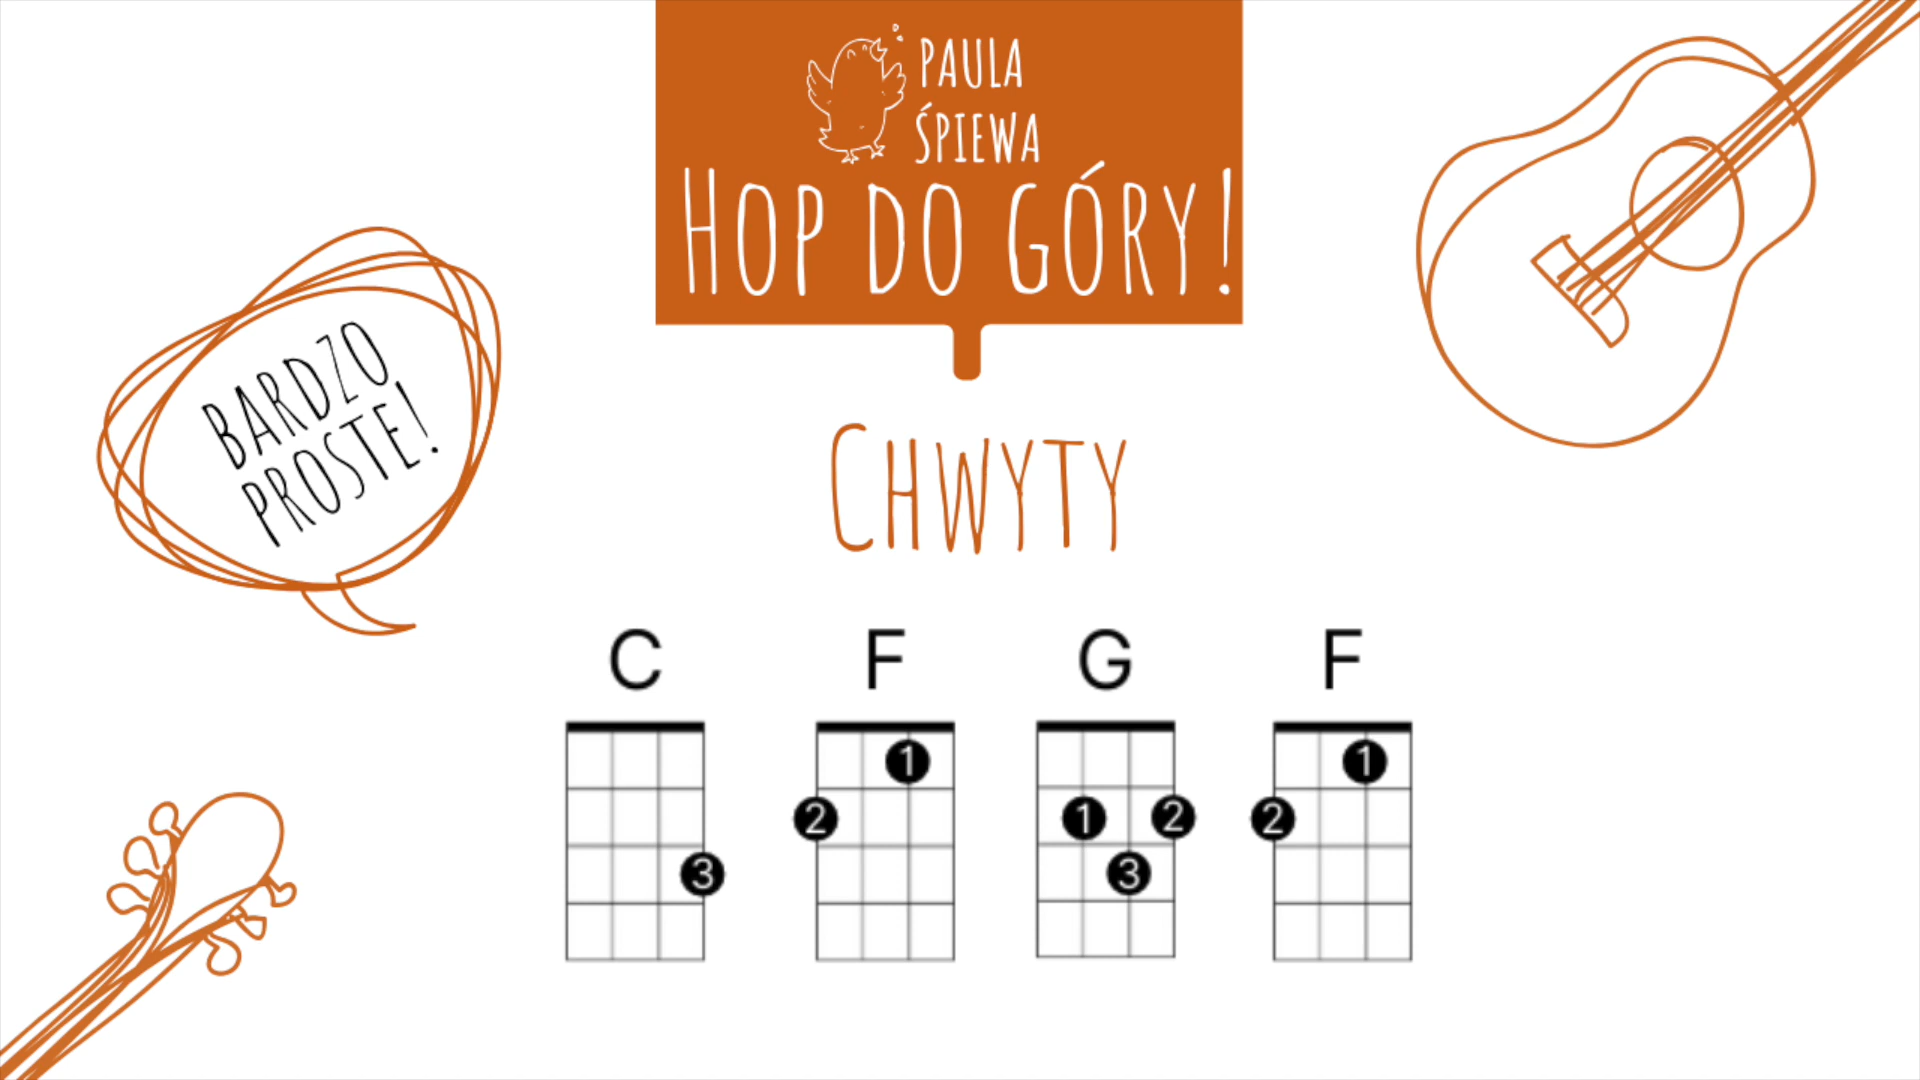 PAULA
ŚPIEWA
HOP DO GÓRY!
BARDZO
PROSTE!
CHWYTY
C F G F
1 1
2 1 2 2
3 3